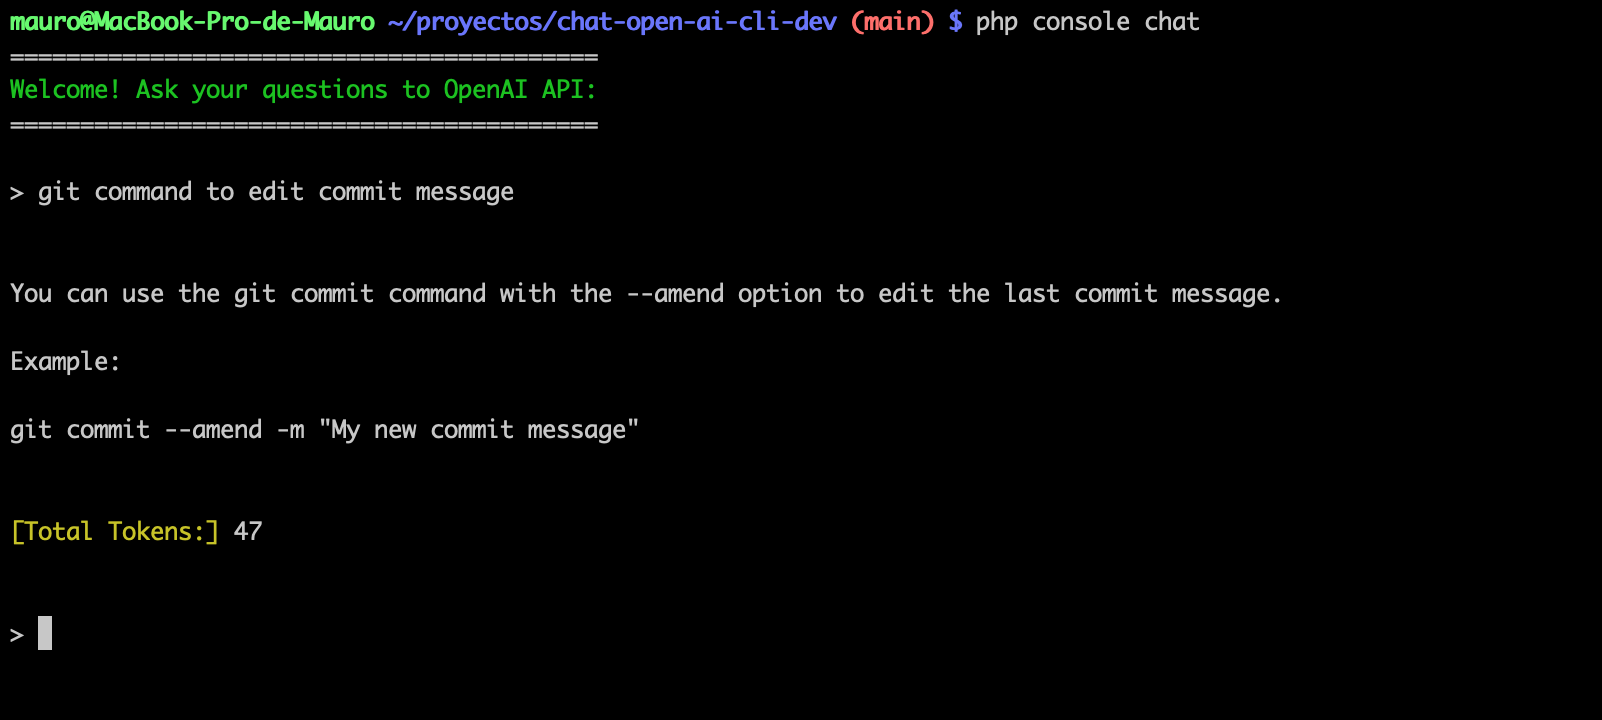 mauro@MacBook-Pro-de-Mauro ~/proyectos/chat-open-ai-cli-dev (main) $ php console chat
==========================================
Welcome! Ask your questions to OpenAI API:
==========================================
> git command to edit commit message
You can use the git commit command with the --amend option to edit the last commit message.
Example:
git commit --amend -m "My new commit message"
[Total Tokens:] 47
>